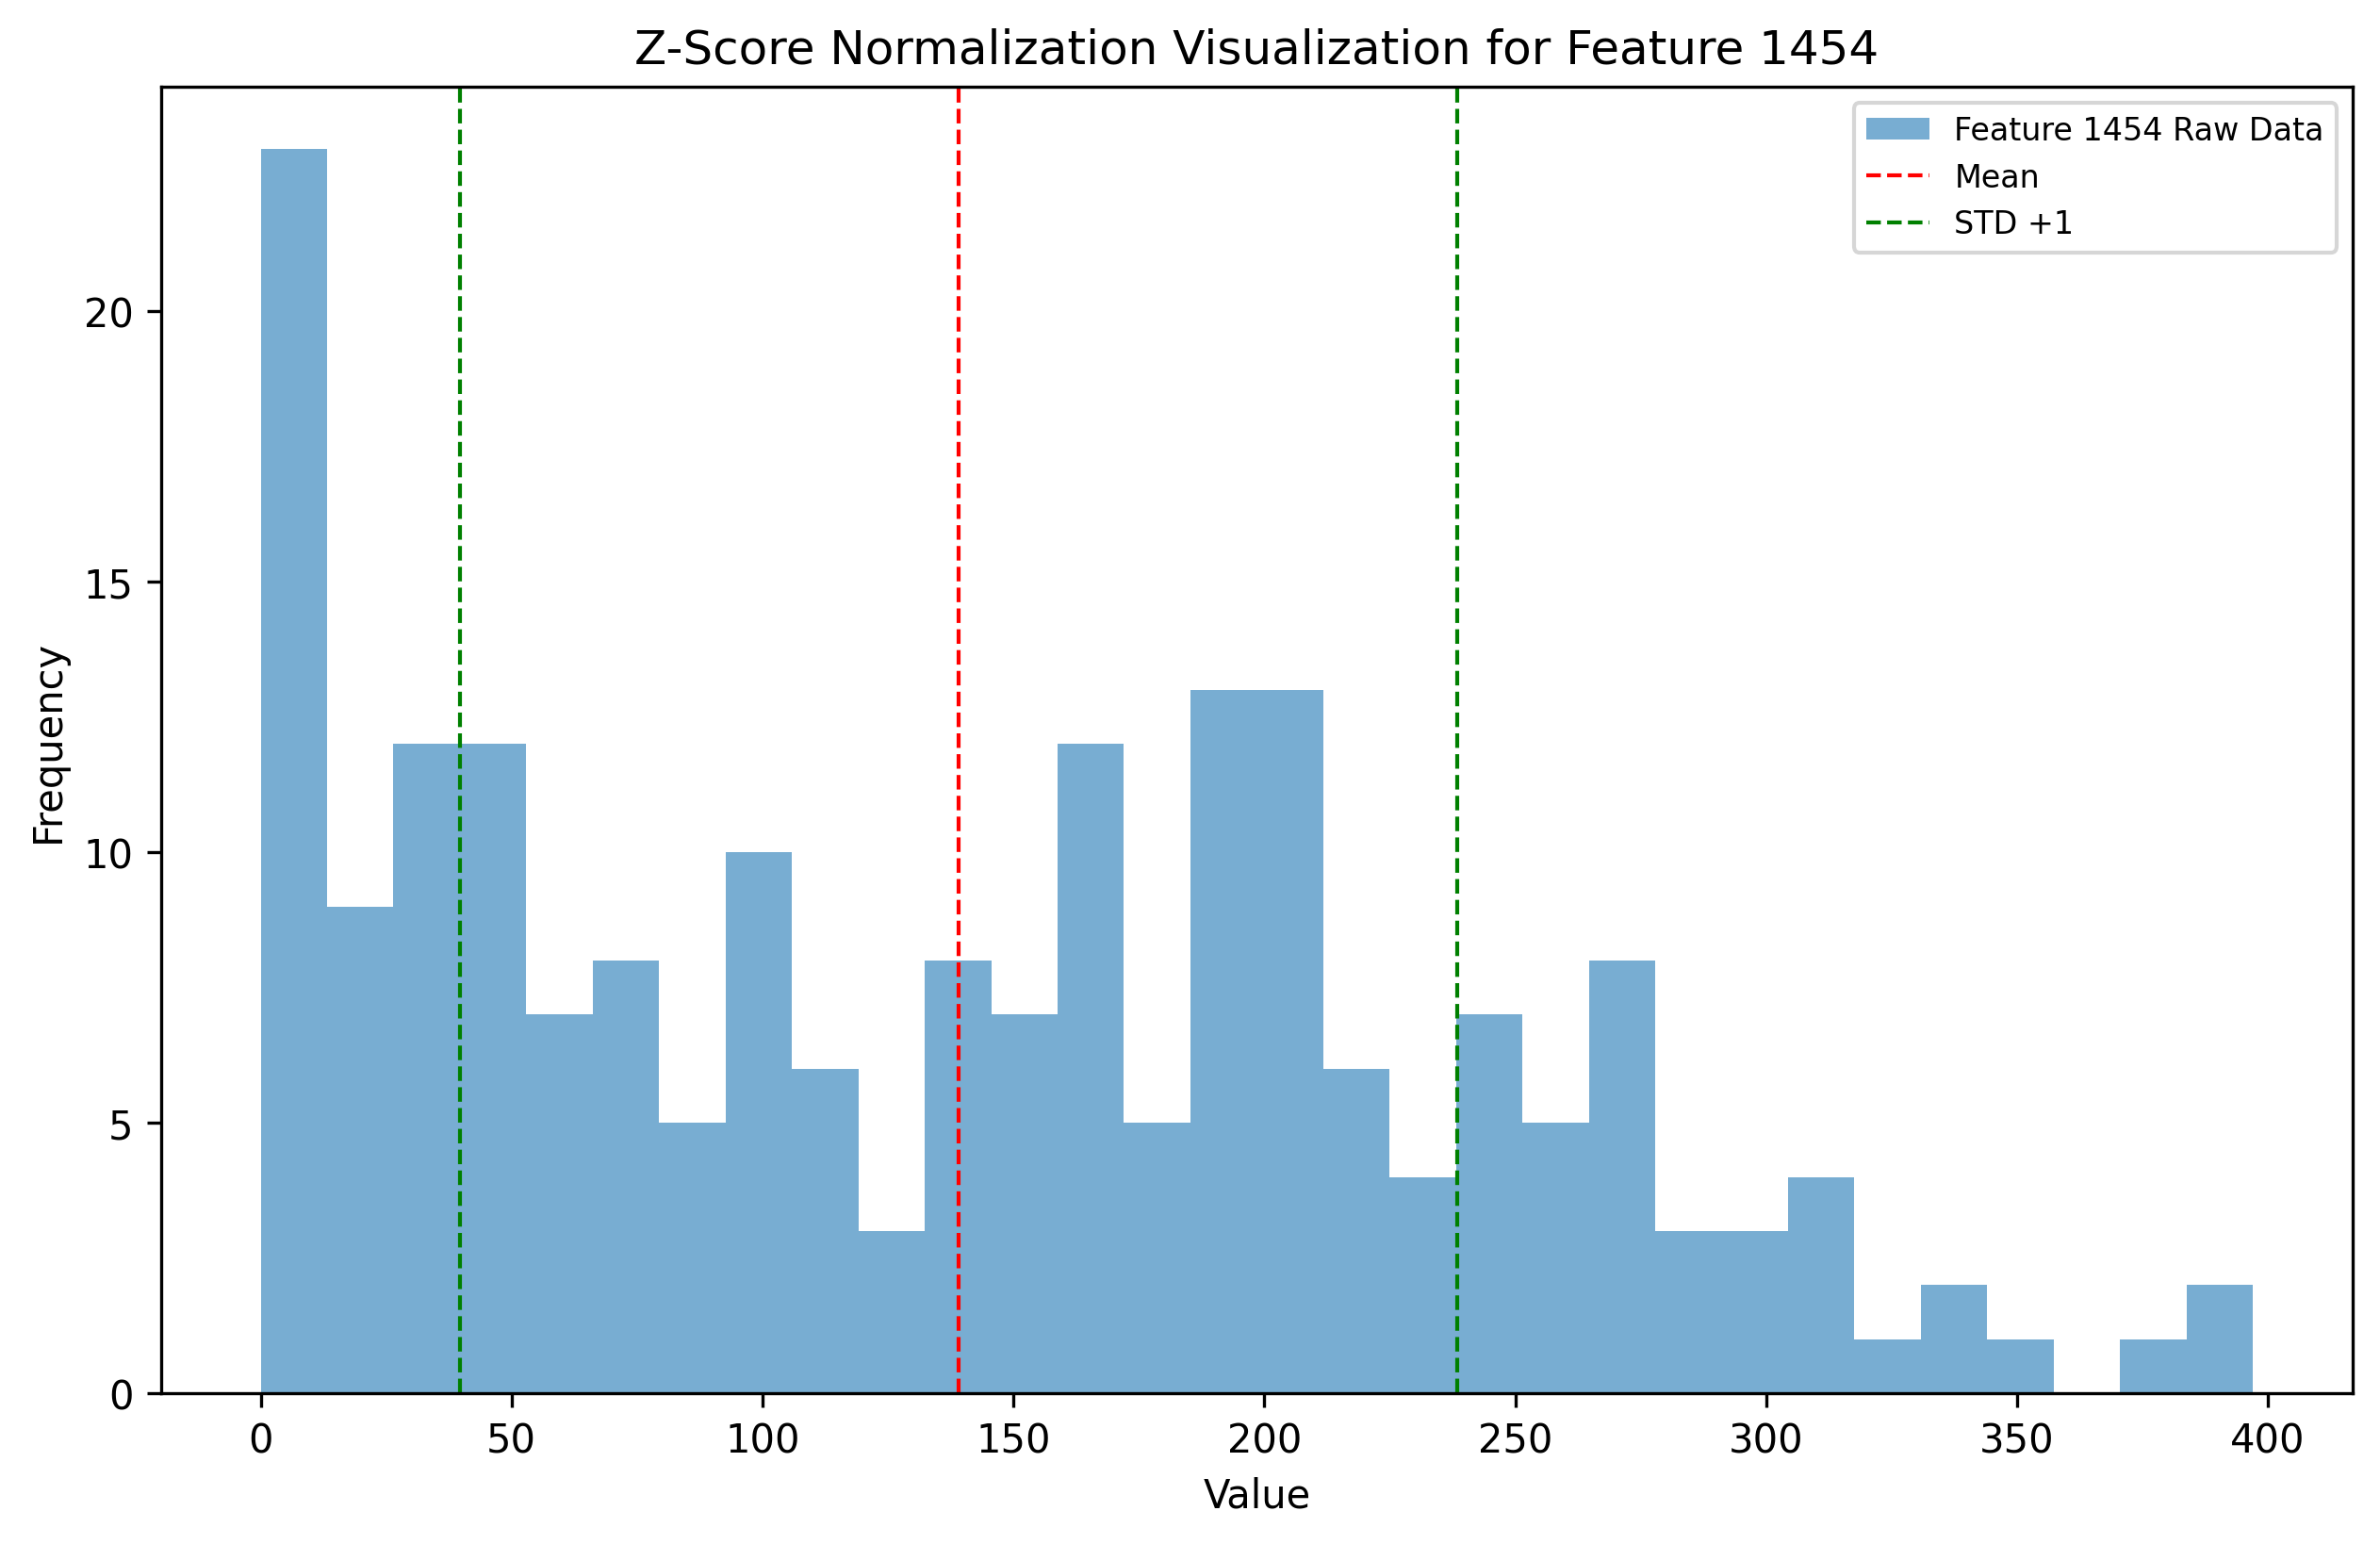 Z-Score Normalization Visualization for Feature 1454
Feature 1454 Raw Data
Mean
STD +1
Frequency
20
15
10
5
0
0 50 100 150 200 250 300 350 400
Value